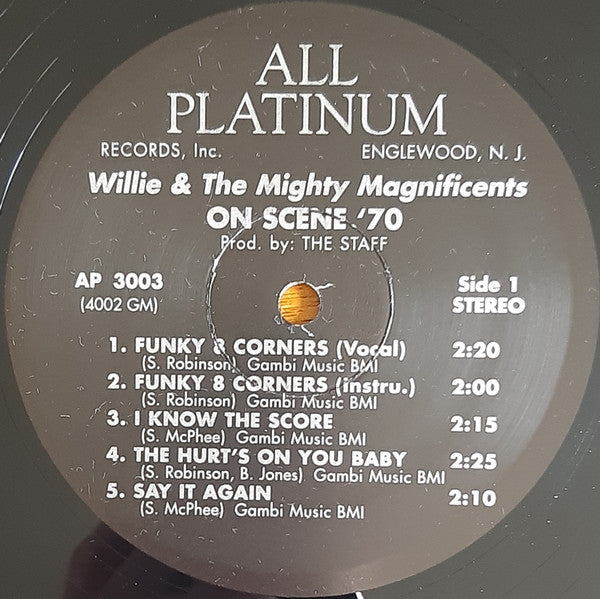 ALL
PLATINUM
RECORDS, Inc. ENGLEWOOD, N. J.
Willie & The Mighty Magnificents
ON SCENE '70
Prod. by: THE STAFF
AP 3003 Side 1
(4002 GM) STEREO
1. FUNKY 8 CORNERS (Vocal) 2:20
(S. Robinson) Gambi Music BMI
2. FUNKY 8 CORNERS (instru.) 2:00
(S. Robinson) Gambi Music BMI
3. I KNOW THE SCORE 2:15
(S. McPhee) Gambi Music BMI
4. THE HURT'S ON YOU BABY 2:25
(S. Robinson, B. Jones) Gambi Music BMI
5. SAY IT AGAIN 2:10
(S. McPhee) Gambi Music BMI